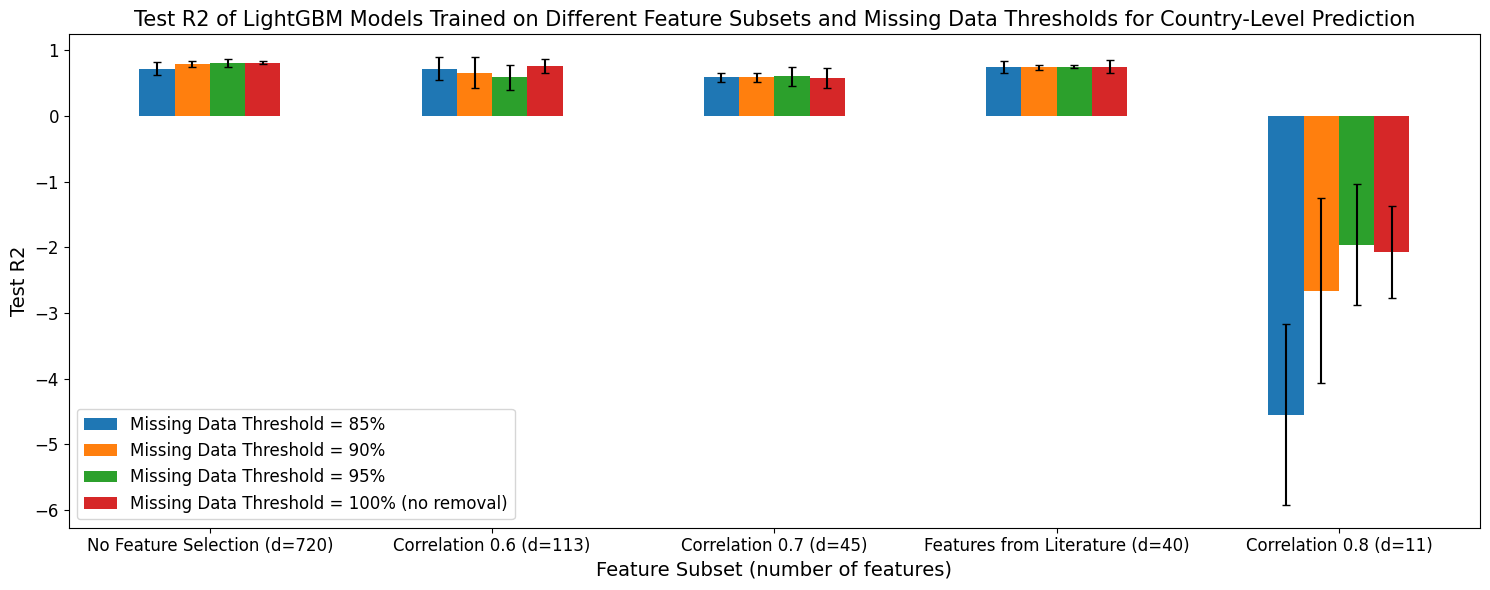 Test R2 of LightGBM Models Trained on Different Feature Subsets and Missing Data Thresholds for Country-Level Prediction
Test R2
1
0
−1
−2
−3
−4
−5
−6
Missing Data Threshold = 85%
Missing Data Threshold = 90%
Missing Data Threshold = 95%
Missing Data Threshold = 100% (no removal)
No Feature Selection (d=720)
Correlation 0.6 (d=113)
Correlation 0.7 (d=45)
Features from Literature (d=40)
Correlation 0.8 (d=11)
Feature Subset (number of features)